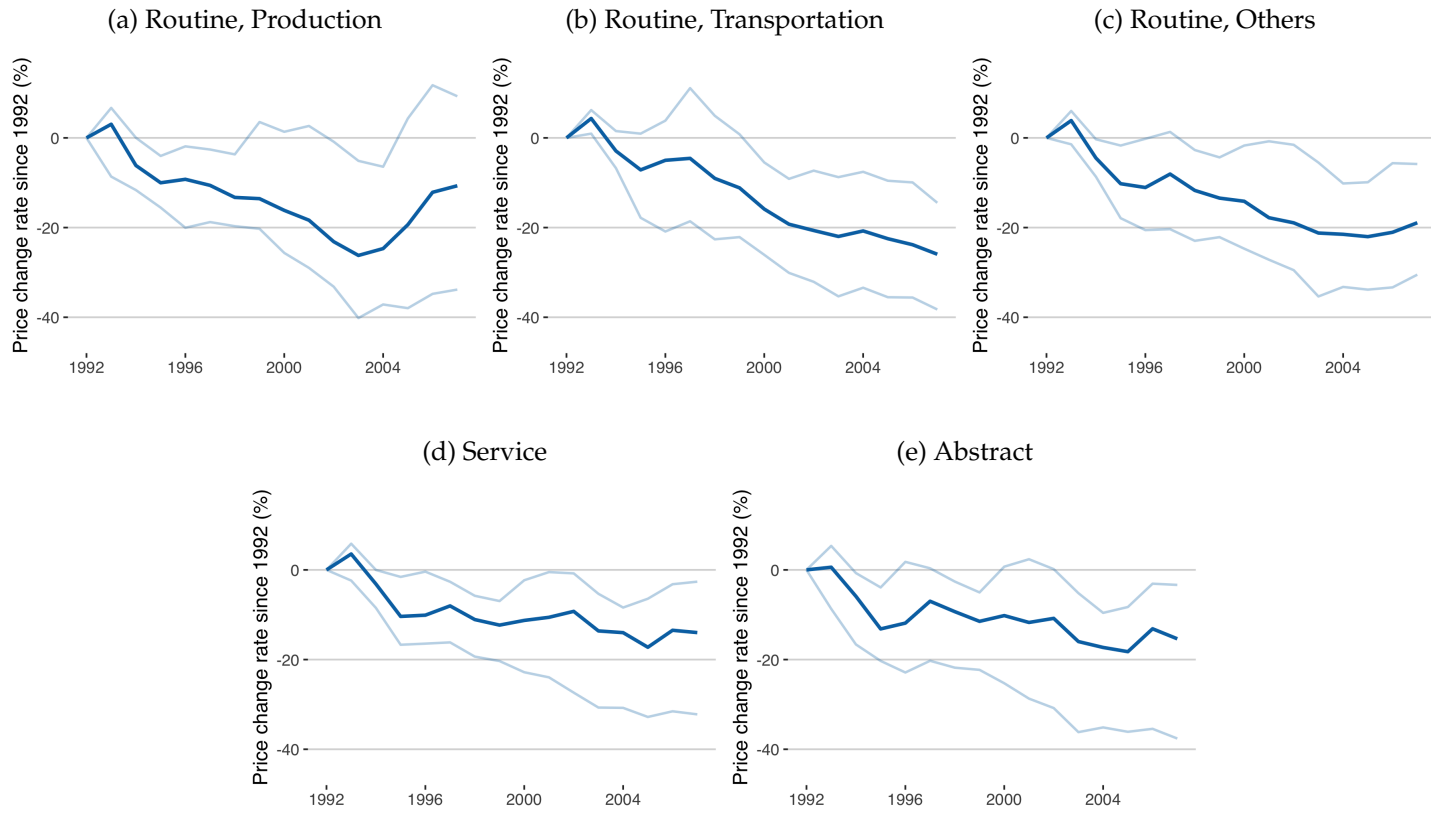 (a) Routine, Production
Price change rate since 1992 (%)
0
-20
-40
1992 1996 2000 2004
(b) Routine, Transportation
Price change rate since 1992 (%)
0
-20
-40
1992 1996 2000 2004
(c) Routine, Others
Price change rate since 1992 (%)
0
-20
-40
1992 1996 2000 2004
(d) Service
Price change rate since 1992 (%)
0
-20
-40
1992 1996 2000 2004
(e) Abstract
Price change rate since 1992 (%)
0
-20
-40
1992 1996 2000 2004